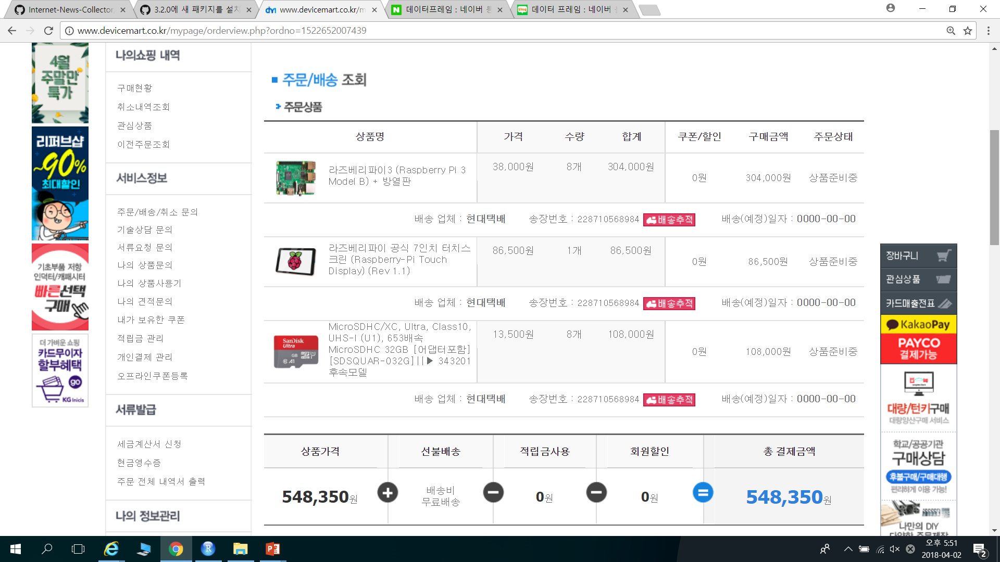 Internet-News-Collector
3.2.0에 새 패키지를 설치
www.devicemart.co.kr/m
데이터프레임 : 네이버 통
데이터 프레임 : 네이버 블
www.devicemart.co.kr/mypage/orderview.php?ordno=1522652007439
4월
주말만
특가
리퍼브샵
~90%
최대할인
기초부품 저항
인덕터/캐패시터
빠른선택
구매
더 가벼운 쇼핑
카드무이자
할부혜택
go
KG Inicis
나의쇼핑 내역
구매현황
취소내역조회
관심상품
이전주문조회
서비스정보
주문/배송/취소 문의
기술상담 문의
서류요청 문의
나의 상품문의
나의 상품사용기
나의 견적문의
내가 보유한 쿠폰
적립금 관리
개인결제 관리
오프라인쿠폰등록
서류발급
세금계산서 신청
현금영수증
주문 전체 내역서 출력
나의 정보관리
주문/배송 조회
주문상품
상품명 가격 수량 합계 쿠폰/할인 구매금액 주문상태
라즈베리파이3 (Raspberry Pi 3
Model B) + 방열판
38,000원 8개 304,000원 0원 304,000원 상품준비중
배송 업체 : 현대택배 송장번호 : 228710568984 배송추적 배송(예정)일자 : 0000-00-00
라즈베리파이 공식 7인치 터치스
크린 (Raspberry-Pi Touch
Display) (Rev 1.1)
86,500원 1개 86,500원 0원 86,500원 상품준비중
배송 업체 : 현대택배 송장번호 : 228710568984 배송추적 배송(예정)일자 : 0000-00-00
SanDisk
Ultra
GB
A1
MicroSDHC/XC, Ultra, Class10,
UHS-I (U1), 653배속
MicroSDHC 32GB [어댑터포함]
[SDSQUAR-032G]||▶ 343201
후속모델
13,500원 8개 108,000원 0원 108,000원 상품준비중
배송 업체 : 현대택배 송장번호 : 228710568984 배송추적 배송(예정)일자 : 0000-00-00
상품가격 선불배송 적립금사용 회원할인 총 결제금액
548,350원 + 배송비 − 0원 − 0원 = 548,350원
무료배송
장바구니
관심상품
카드매출전표
KakaoPay
PAYCO
결제가능
대량/턴키구매
대량양산구매 서비스
학교/공공기관
구매상담
후불구매/구매대행
편리하게 이용 가능!
나만의 DIY
다양한 주문제작
오후 5:51
2018-04-02
2